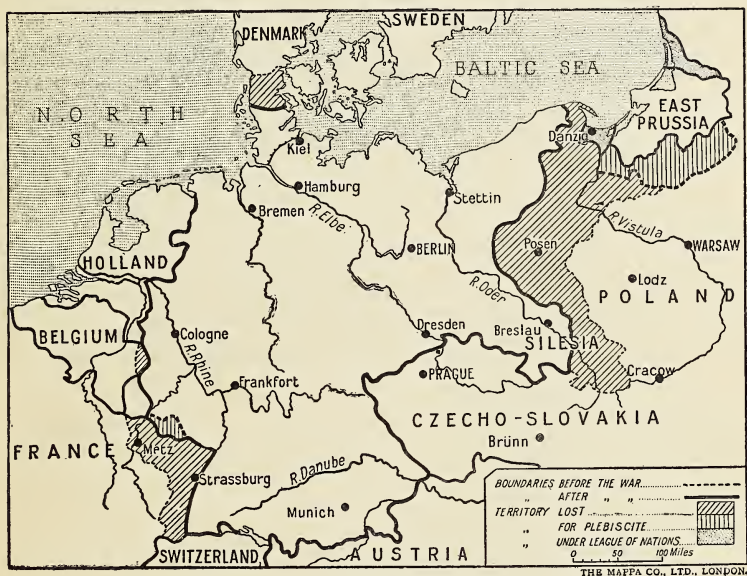 SWEDEN
DENMARK
BALTIC SEA
NORTH
SEA
EAST
PRUSSIA
Danzig
Kiel
Hamburg
Stettin
Bremen
R.Elbe
R.Vistula
WARSAW
BERLIN
Posen
HOLLAND
Lodz
R.Oder
POLAND
BELGIUM
Cologne
Dresden
Breslau
SILESIA
R.Rhine
PRAGUE
Cracow
Frankfort
CZECHO-SLOVAKIA
FRANCE
Metz
Brünn
Strassburg
R.Danube
Munich
SWITZERLAND
AUSTRIA
BOUNDARIES BEFORE THE WAR
„ AFTER „ „
TERRITORY LOST
„ FOR PLEBISCITE
„ UNDER LEAGUE OF NATIONS
0 50 100 Miles
THE MAPPA CO., LTD., LONDON.